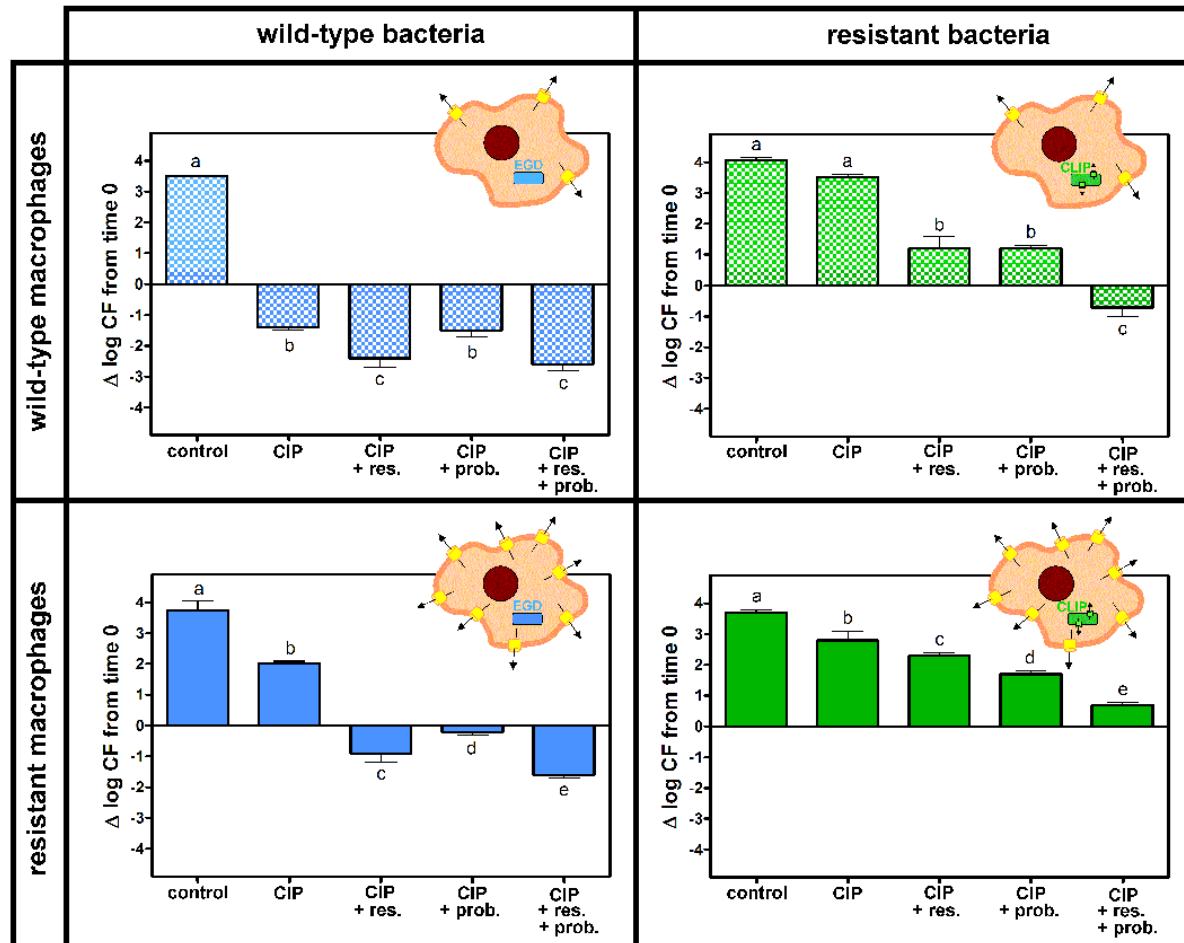 wild-type bacteria
resistant bacteria
wild-type macrophages
Δ log CF from time 0
4
3
2
1
0
-1
-2
-3
-4
a
b
c
b
c
EGD
control
CIP
CIP
+ res.
CIP
+ prob.
CIP
+ res.
+ prob.
Δ log CF from time 0
4
3
2
1
0
-1
-2
-3
-4
a
a
b
b
c
CLIP
control
CIP
CIP
+ res.
CIP
+ prob.
CIP
+ res.
+ prob.
resistant macrophages
Δ log CF from time 0
4
3
2
1
0
-1
-2
-3
-4
a
b
c
d
e
EGD
control
CIP
CIP
+ res.
CIP
+ prob.
CIP
+ res.
+ prob.
Δ log CF from time 0
4
3
2
1
0
-1
-2
-3
-4
a
b
c
d
e
CLIP
control
CIP
CIP
+ res.
CIP
+ prob.
CIP
+ res.
+ prob.